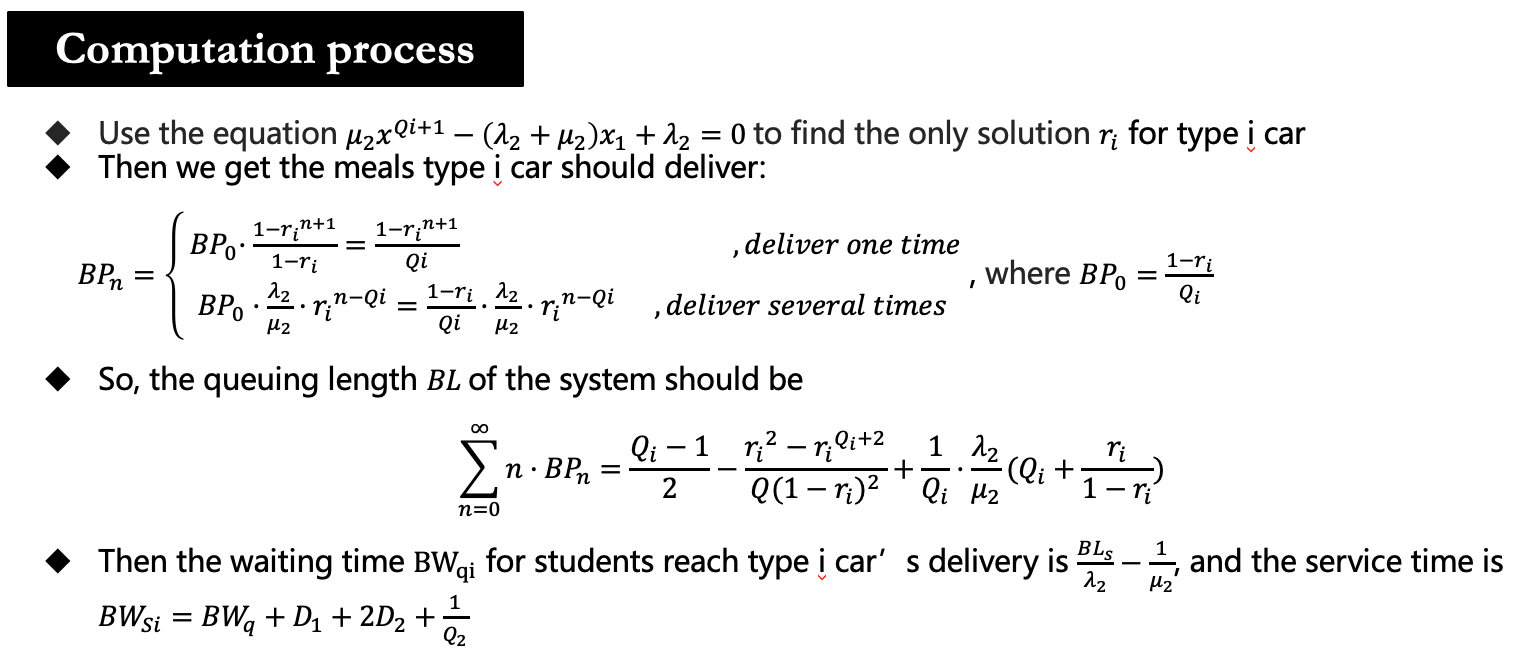 Computation process
◆ Use the equation $\mu_2 x^{Qi+1} - (\lambda_2 + \mu_2)x_1 + \lambda_2 = 0$ to find the only solution $r_i$ for type i car
◆ Then we get the meals type i car should deliver:
$BP_n = \begin{cases} BP_0 \cdot \frac{1-r_i^{n+1}}{1-r_i} = \frac{1-r_i^{n+1}}{Qi} & , deliver\ one\ time \\ BP_0 \cdot \frac{\lambda_2}{\mu_2} \cdot r_i^{n-Qi} = \frac{1-r_i}{Qi} \cdot \frac{\lambda_2}{\mu_2} \cdot r_i^{n-Qi} & , deliver\ several\ times \end{cases}$ , where $BP_0 = \frac{1-r_i}{Q_i}$
◆ So, the queuing length $BL$ of the system should be
$\sum_{n=0}^{\infty} n \cdot BP_n = \frac{Q_i - 1}{2} - \frac{r_i^2 - r_i^{Q_i+2}}{Q(1 - r_i)^2} + \frac{1}{Q_i} \cdot \frac{\lambda_2}{\mu_2}(Q_i + \frac{r_i}{1 - r_i})$
◆ Then the waiting time $BW_{qi}$ for students reach type i car' s delivery is $\frac{BL_s}{\lambda_2} - \frac{1}{\mu_2}$, and the service time is
$BW_{Si} = BW_q + D_1 + 2D_2 + \frac{1}{Q_2}$